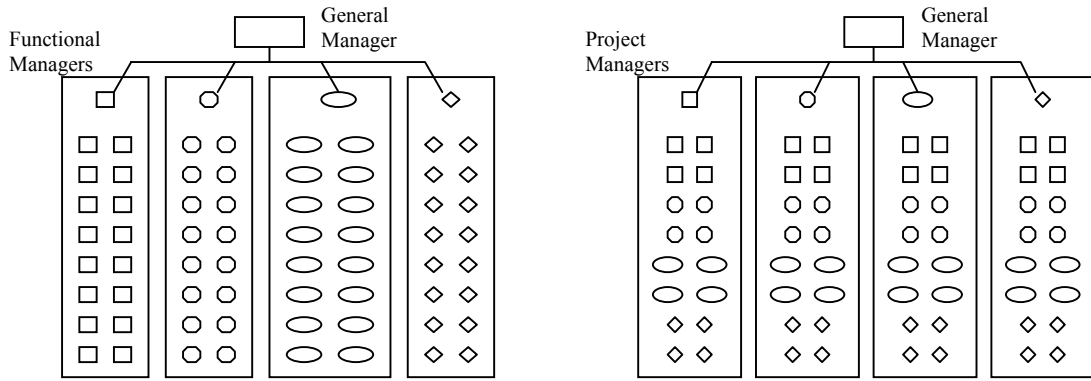 General
Manager
Functional
Managers
General
Manager
Project
Managers